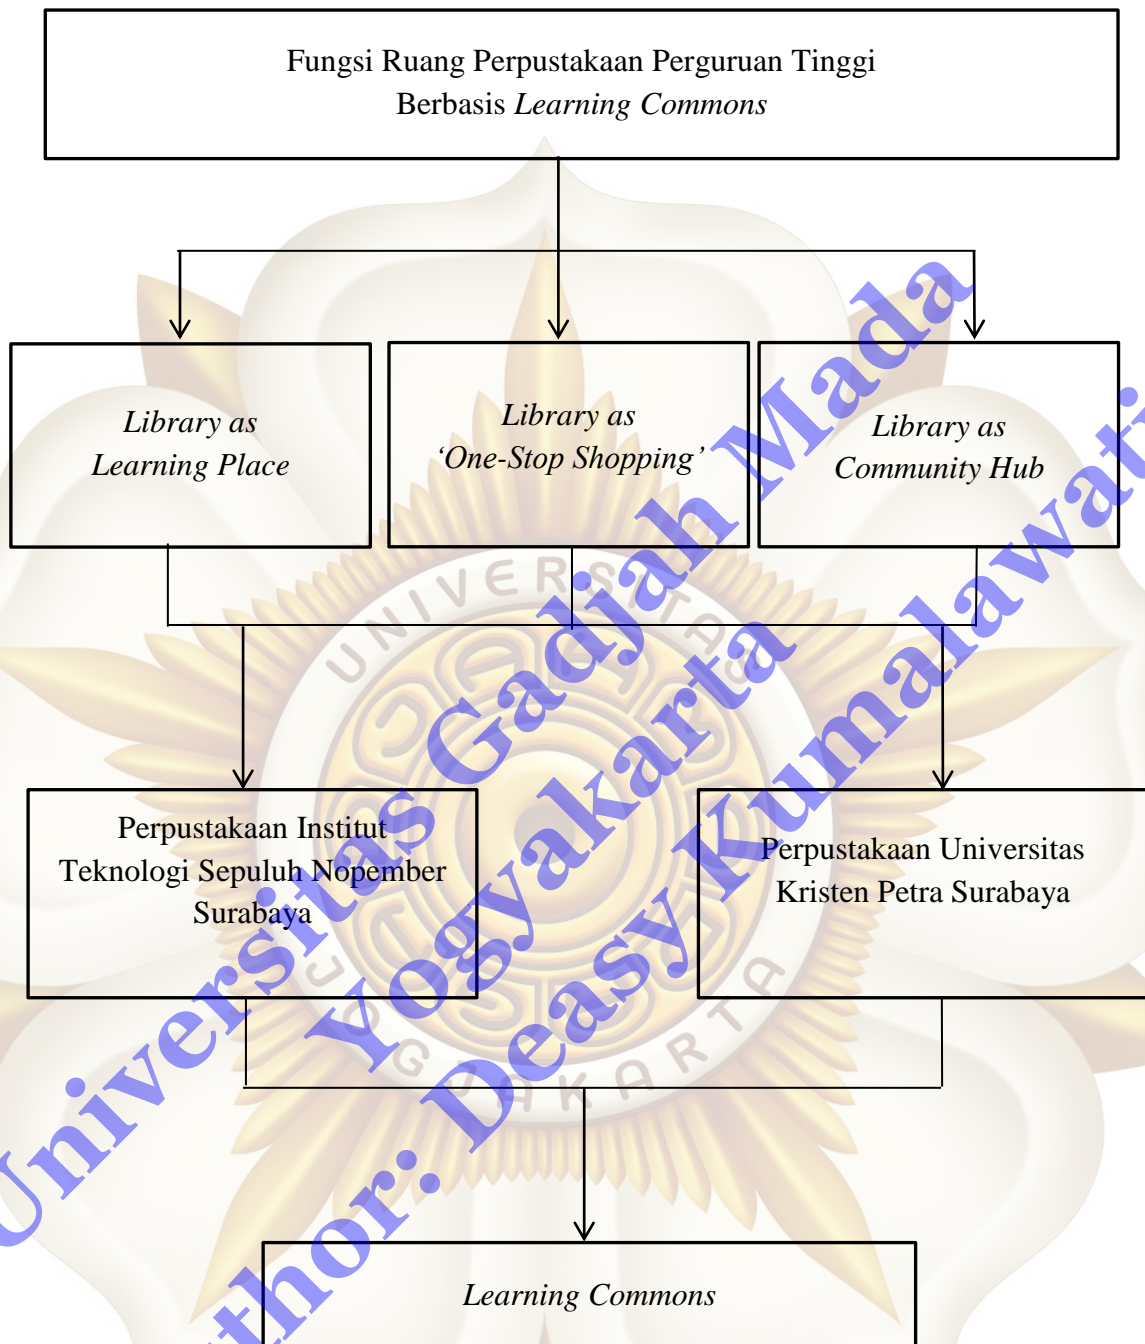 Fungsi Ruang Perpustakaan Perguruan Tinggi
Berbasis Learning Commons
Library as
Learning Place
Library as
‘One-Stop Shopping’
Library as
Community Hub
Perpustakaan Institut
Teknologi Sepuluh Nopember
Surabaya
Perpustakaan Universitas
Kristen Petra Surabaya
Learning Commons
Universitas Gadjah Mada
Yogyakarta
thor: Deasy Kumalawati
UNIVERSITAS
JOGJAKARTA